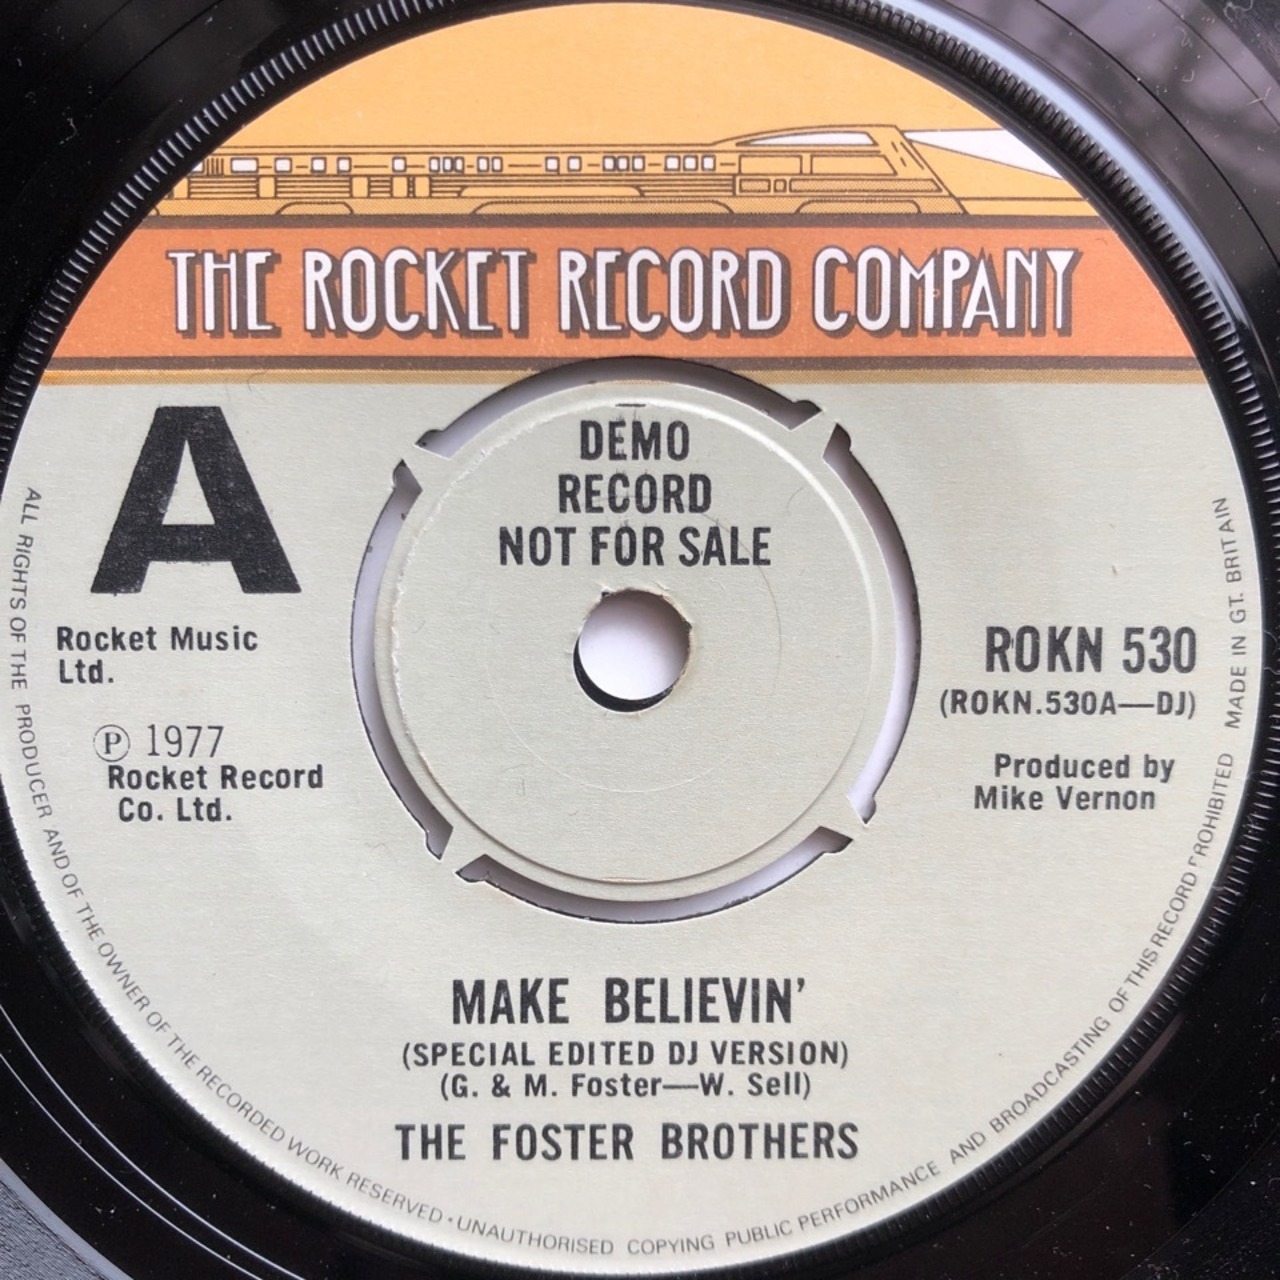 THE ROCKET RECORD COMPANY
A
DEMO
RECORD
NOT FOR SALE
Rocket Music
Ltd.
Ⓟ 1977
Rocket Record
Co. Ltd.
ROKN 530
(ROKN.530A—DJ)
Produced by
Mike Vernon
MAKE BELIEVIN'
(SPECIAL EDITED DJ VERSION)
(G. & M. Foster—W. Sell)
THE FOSTER BROTHERS
ALL RIGHTS OF THE PRODUCER AND OF THE OWNER OF THE RECORDED WORK RESERVED · UNAUTHORISED COPYING PUBLIC PERFORMANCE AND BROADCASTING OF THIS RECORD PROHIBITED MADE IN GT. BRITAIN